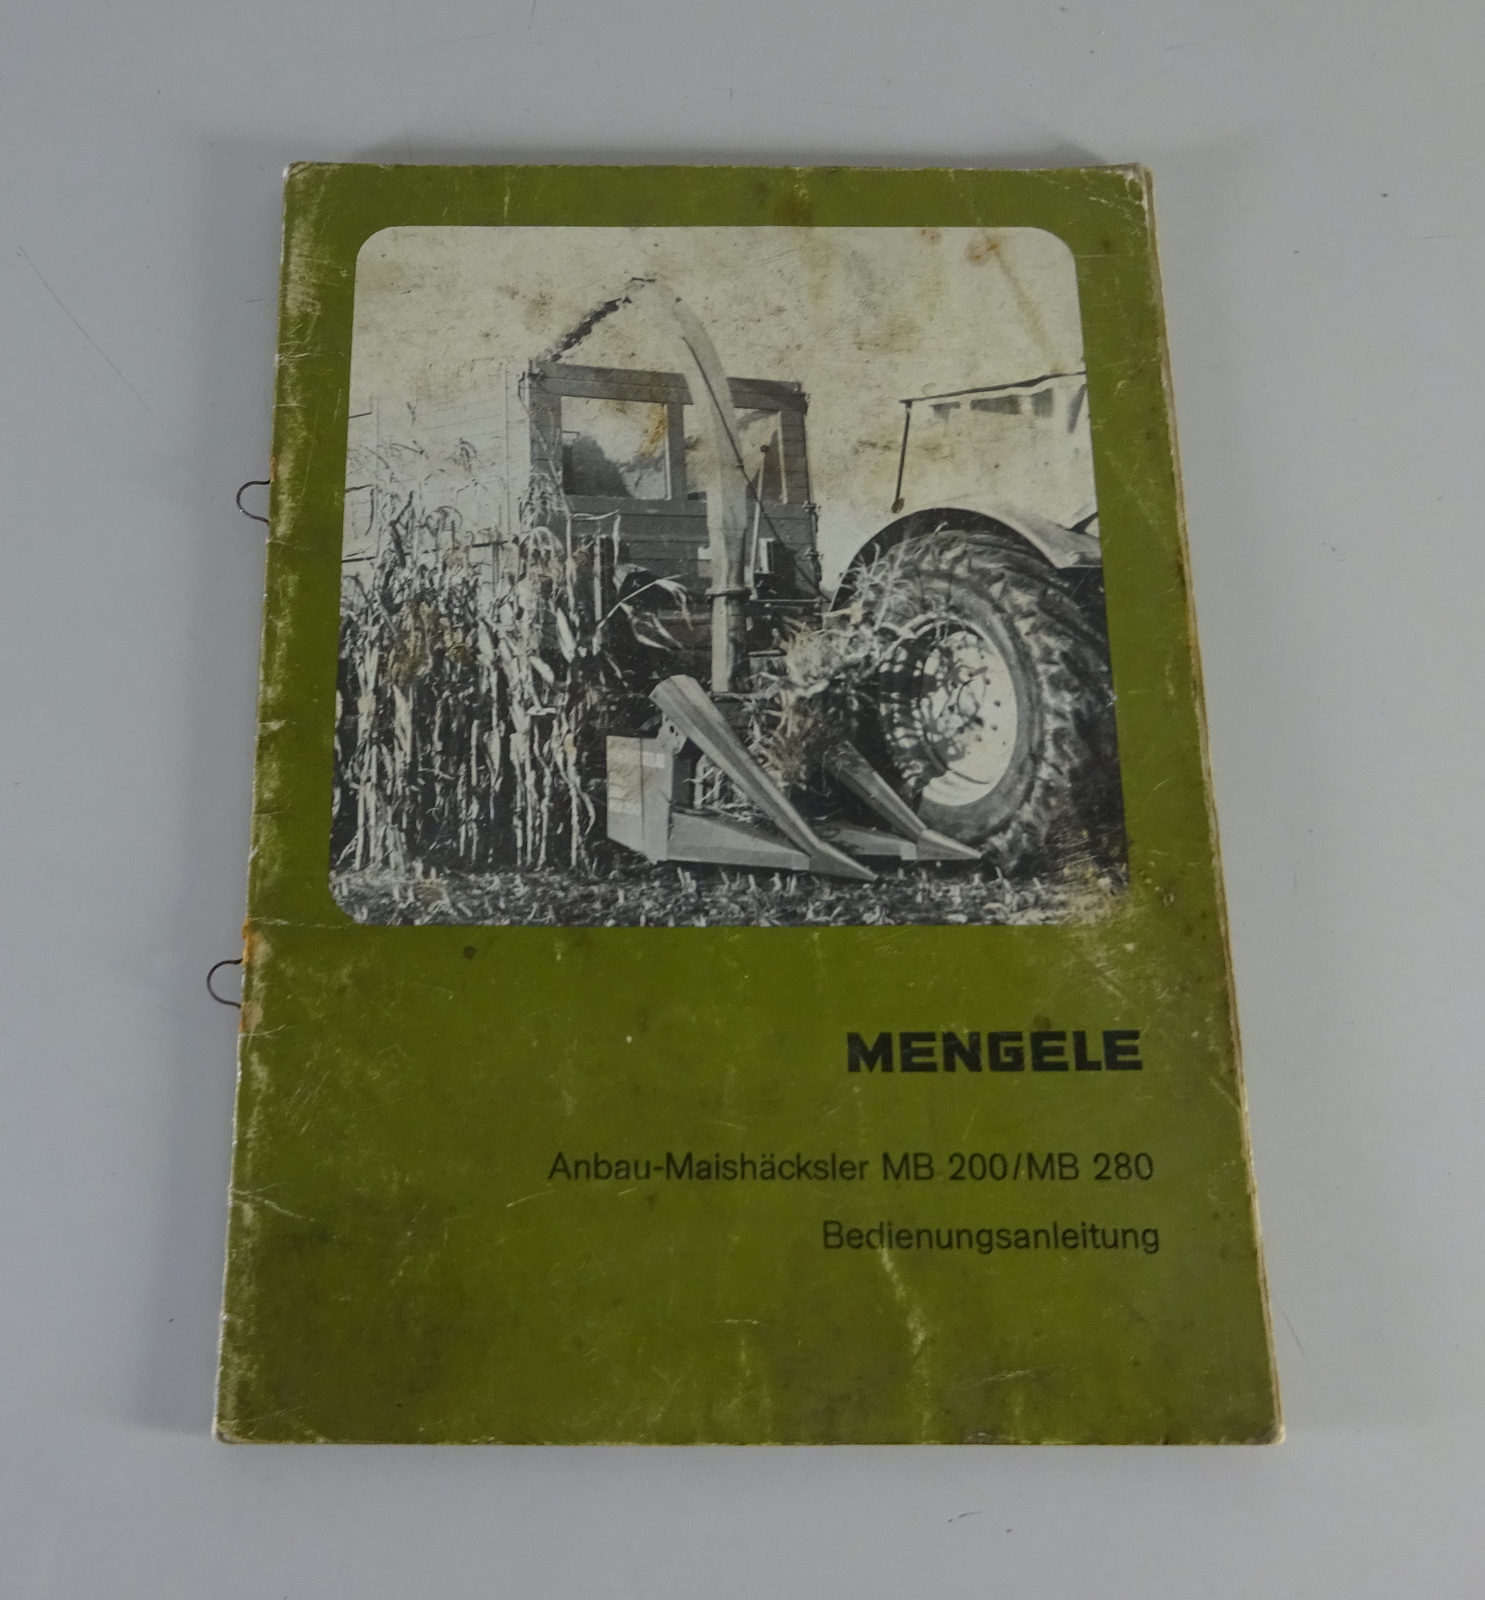 MENGELE
Anbau-Maishäcksler MB 200/MB 280
Bedienungsanleitung